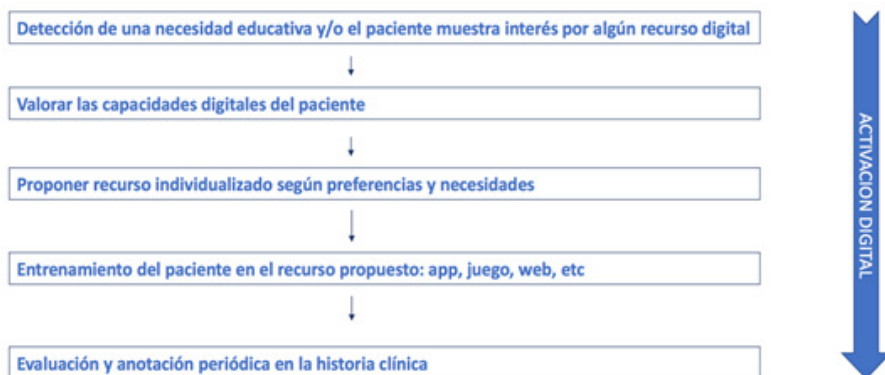 Detección de una necesidad educativa y/o el paciente muestra interés por algún recurso digital
Valorar las capacidades digitales del paciente
Proponer recurso individualizado según preferencias y necesidades
Entrenamiento del paciente en el recurso propuesto: app, juego, web, etc
Evaluación y anotación periódica en la historia clínica
ACTIVACION DIGITAL